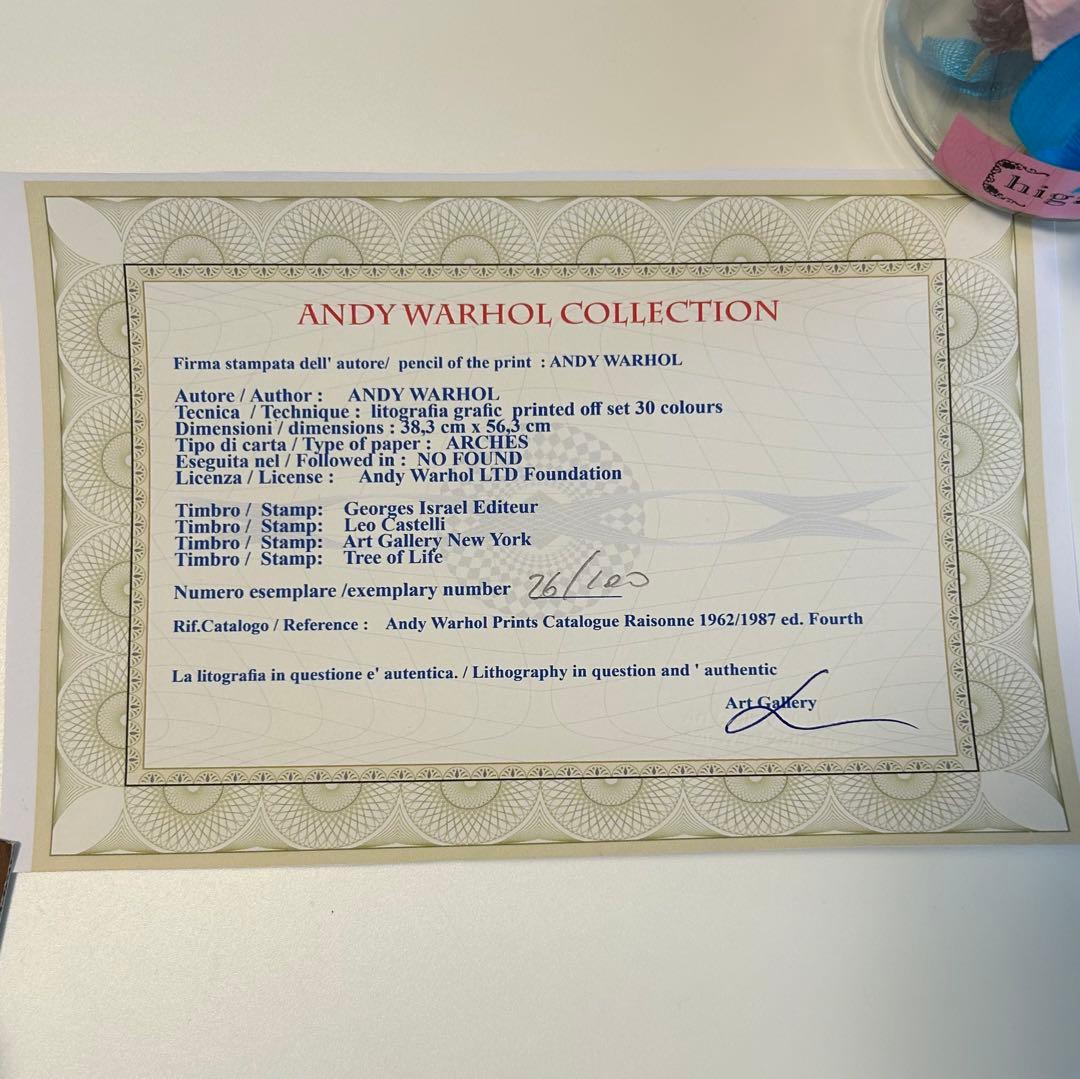 ANDY WARHOL COLLECTION
Firma stampata dell' autore/ pencil of the print : ANDY WARHOL
Autore / Author : ANDY WARHOL
Tecnica / Technique : litografia grafic printed off set 30 colours
Dimensioni / dimensions : 38,3 cm x 56,3 cm
Tipo di carta / Type of paper : ARCHES
Eseguita nel / Followed in : NO FOUND
Licenza / License : Andy Warhol LTD Foundation
Timbro / Stamp: Georges Israel Editeur
Timbro / Stamp: Leo Castelli
Timbro / Stamp: Art Gallery New York
Timbro / Stamp: Tree of Life
Numero esemplare /exemplary number 26/100
Rif.Catalogo / Reference : Andy Warhol Prints Catalogue Raisonne 1962/1987 ed. Fourth
La litografia in questione e' autentica. / Lithography in question and ' authentic
Art Gallery